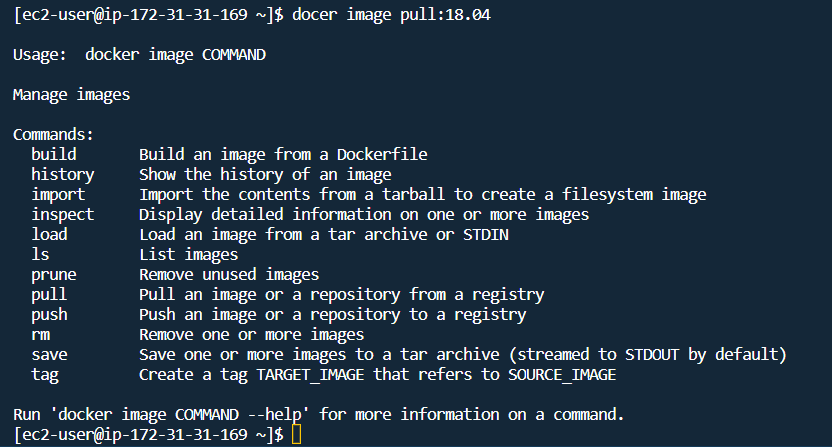 [ec2-user@ip-172-31-31-169 ~]$ docer image pull:18.04
Usage:  docker image COMMAND
Manage images
Commands:
  build       Build an image from a Dockerfile
  history     Show the history of an image
  import      Import the contents from a tarball to create a filesystem image
  inspect     Display detailed information on one or more images
  load        Load an image from a tar archive or STDIN
  ls          List images
  prune       Remove unused images
  pull        Pull an image or a repository from a registry
  push        Push an image or a repository to a registry
  rm          Remove one or more images
  save        Save one or more images to a tar archive (streamed to STDOUT by default)
  tag         Create a tag TARGET_IMAGE that refers to SOURCE_IMAGE
Run 'docker image COMMAND --help' for more information on a command.
[ec2-user@ip-172-31-31-169 ~]$